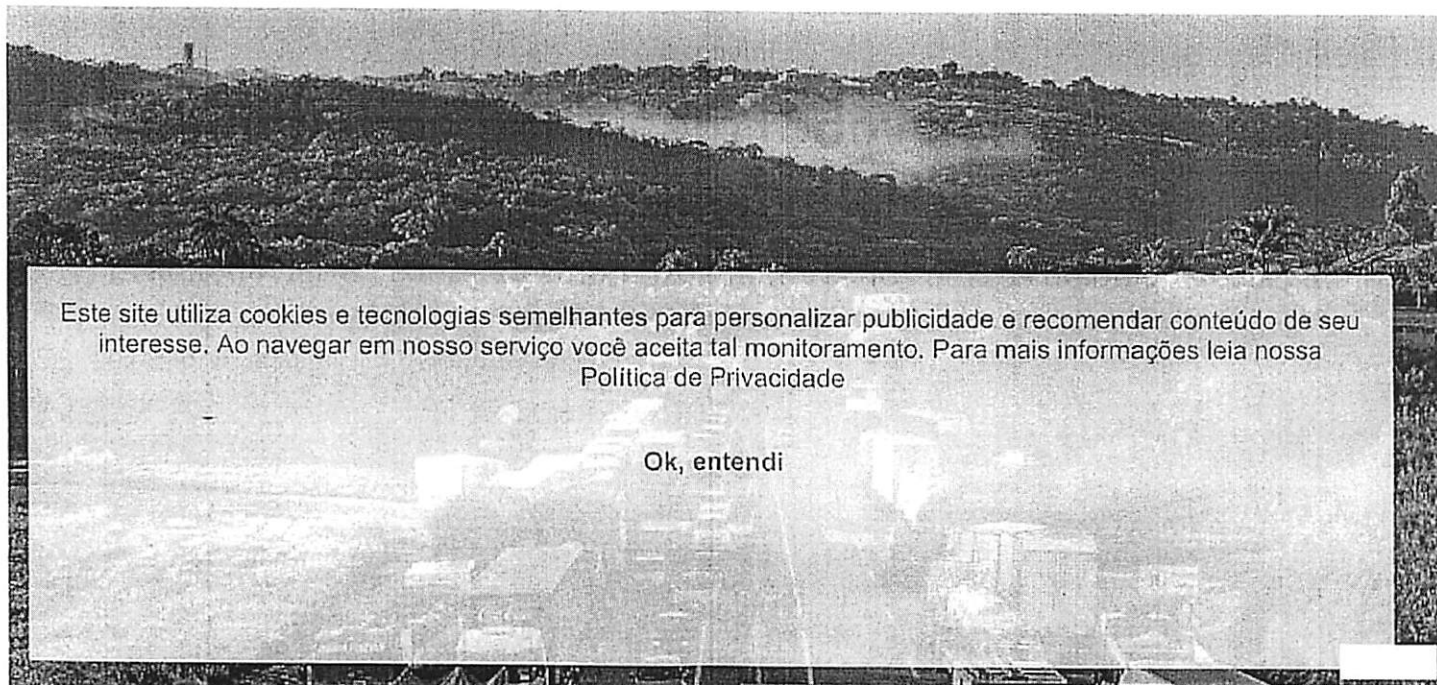 Este site utiliza cookies e tecnologias semelhantes para personalizar publicidade e recomendar conteúdo de seu
interesse. Ao navegar em nosso serviço você aceita tal monitoramento. Para mais informações leia nossa
Política de Privacidade
Ok, entendi